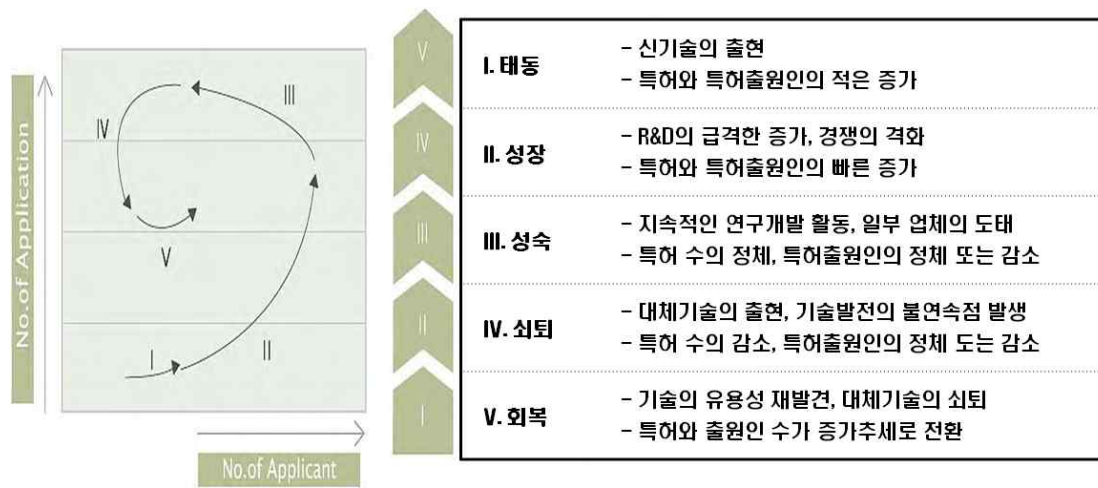 No.of Application
III
IV
V
I
II
No.of Applicant
V
IV
III
II
I
I. 태동
- 신기술의 출현
- 특허와 특허출원인의 적은 증가
II. 성장
- R&D의 급격한 증가, 경쟁의 격화
- 특허와 특허출원인의 빠른 증가
III. 성숙
- 지속적인 연구개발 활동, 일부 업체의 도태
- 특허 수의 정체, 특허출원인의 정체 또는 감소
IV. 쇠퇴
- 대체기술의 출현, 기술발전의 불연속점 발생
- 특허 수의 감소, 특허출원인의 정체 도는 감소
V. 회복
- 기술의 유용성 재발견, 대체기술의 쇠퇴
- 특허와 출원인 수가 증가추세로 전환